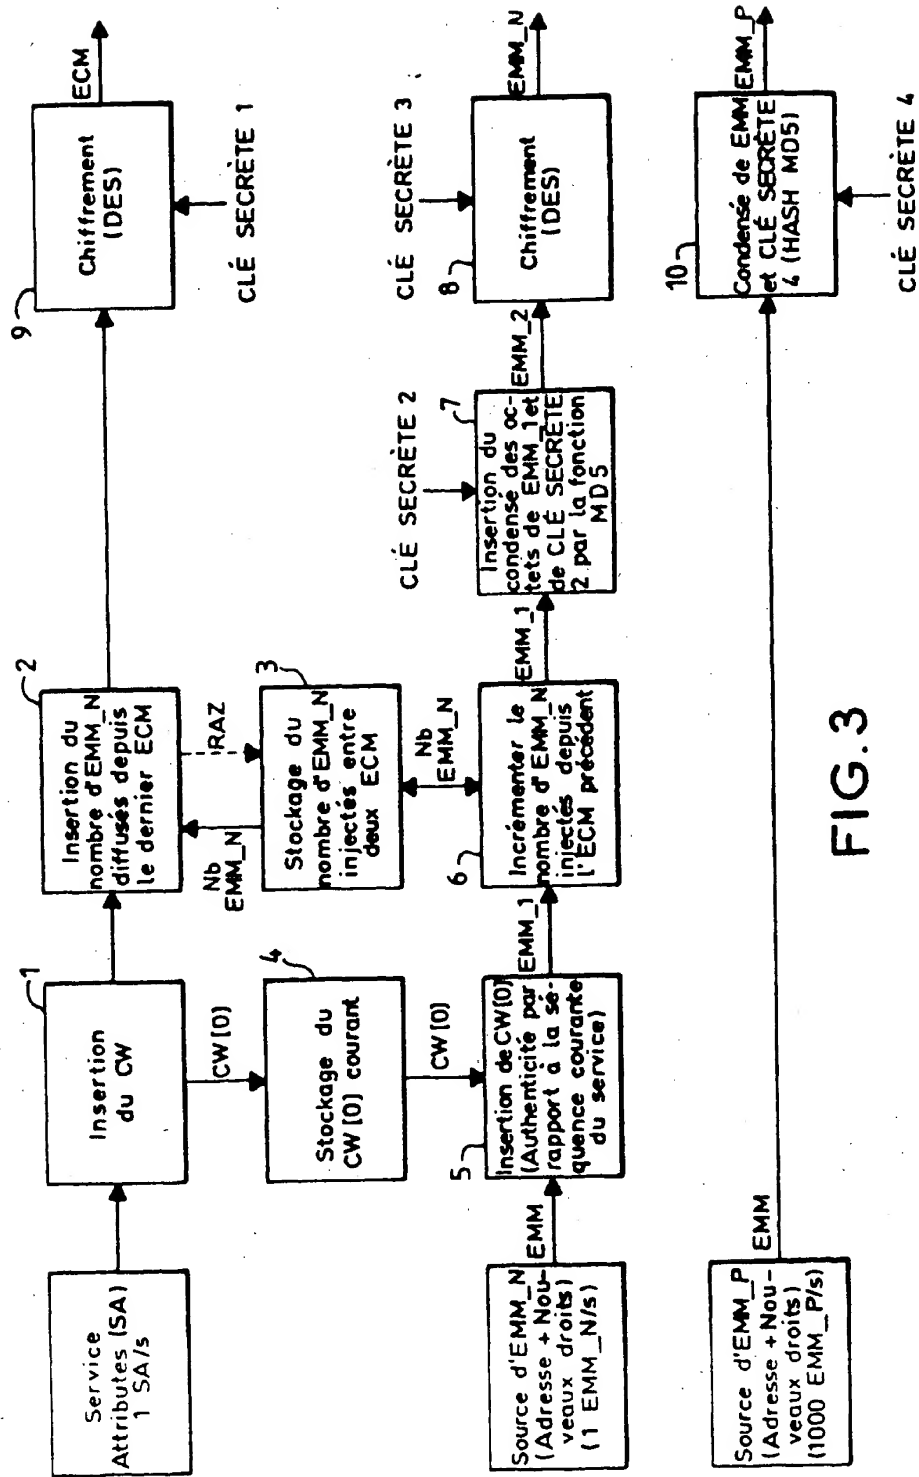 Service
Attributes (SA)
1 SA/s
1
Insertion
du CW
2
Insertion du
nombre d'EMM_N
diffusés depuis
le dernier ECM
9
Chiffrement
(DES)
ECM
CLÉ SECRÈTE 1
CW[0]
Nb
EMM_N
RAZ
4
Stockage du
CW[0] courant
3
Stockage du
nombre d'EMM_N
injectés entre
deux ECM
CW[0]
Nb
EMM_N
CLÉ SECRÈTE 2
CLÉ SECRÈTE 3
Source d'EMM_N
(Adresse + Nou-
veaux droits)
(1 EMM_N/s)
EMM
5
Insertion de CW[0]
(Authenticité par
rapport à la sé-
quence courante
du service)
EMM_1
6
Incrémenter le
nombre d'EMM_N
injectés depuis
l'ECM précédent
EMM_1
7
Insertion du
condensé des oc-
tets de EMM_1et
de CLÉ SECRÈTE
2 par la fonction
MD5
EMM_2
8
Chiffrement
(DES)
EMM_N
Source d'EMM_P
(Adresse + Nou-
veaux droits)
(1000 EMM_P/s)
EMM
10
Condensé de EMM
et CLÉ SECRÈTE
4 (HASH MD5)
EMM_P
CLÉ SECRÈTE 4
FIG.3